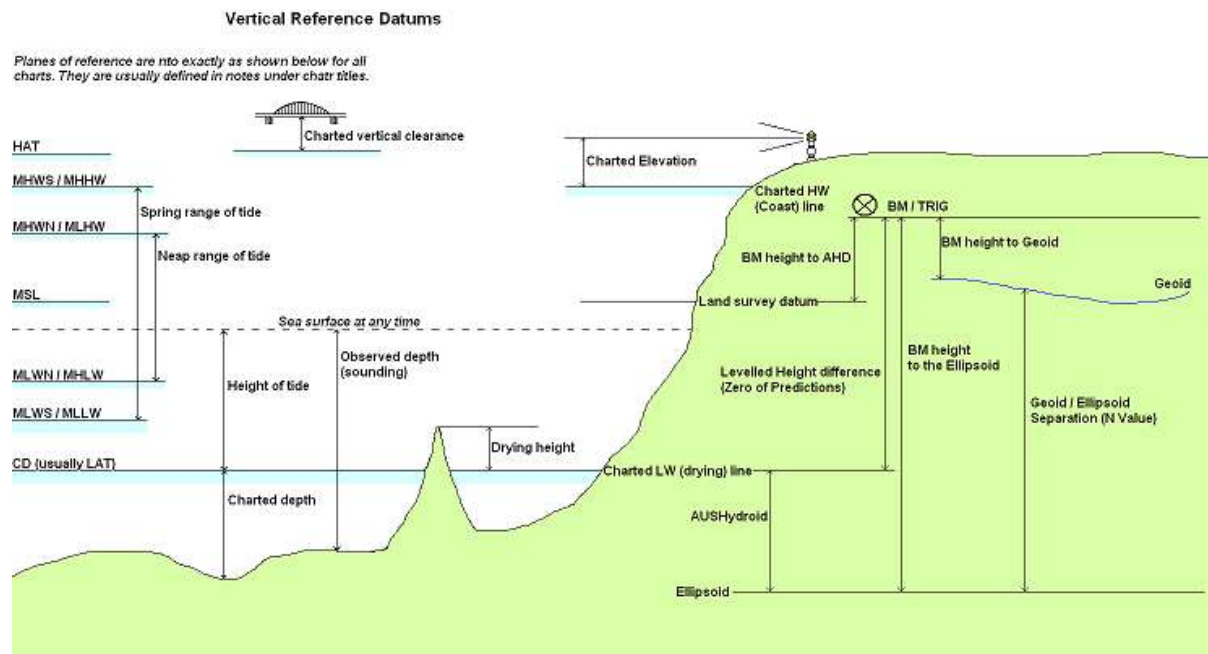 Vertical Reference Datums
Planes of reference are nto exactly as shown below for all
charts. They are usually defined in notes under chatr titles.
Charted vertical clearance
HAT
Charted Elevation
MHWS / MHHW
Charted HW
(Coast) line
BM / TRIG
Spring range of tide
MHWN / MLHW
Neap range of tide
BM height to Geoid
BM height to AHD
Geoid
MSL
Land survey datum
Sea surface at any time
Observed depth
(sounding)
BM height
to the Ellipsoid
Levelled Height difference
(Zero of Predictions)
MLWN / MHLW
Height of tide
Geoid / Ellipsoid
Separation (N Value)
MLWS / MLLW
Drying height
CD (usually LAT)
Charted LW (drying) line
Charted depth
AUSHydroid
Ellipsoid